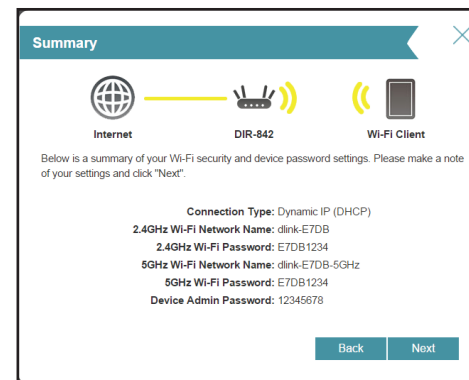 Summary
Internet DIR-842 Wi-Fi Client
Below is a summary of your Wi-Fi security and device password settings. Please make a note
of your settings and click "Next".
Connection Type: Dynamic IP (DHCP)
2.4GHz Wi-Fi Network Name: dlink-E7DB
2.4GHz Wi-Fi Password: E7DB1234
5GHz Wi-Fi Network Name: dlink-E7DB-5GHz
5GHz Wi-Fi Password: E7DB1234
Device Admin Password: 12345678
Back Next